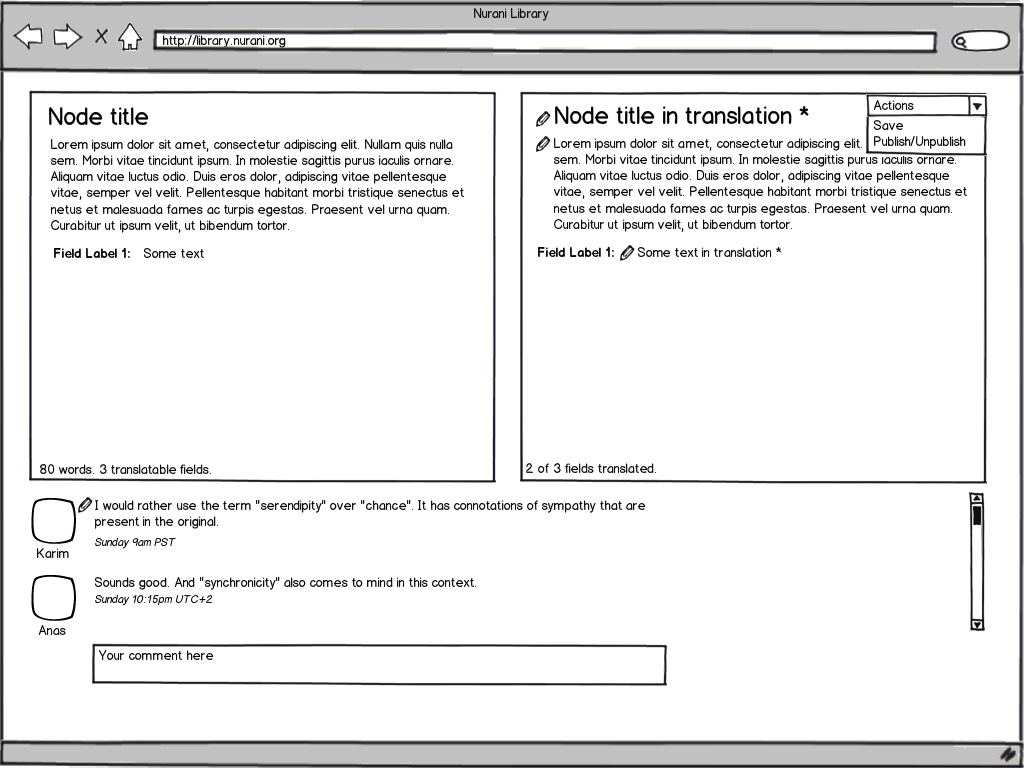 Nurani Library
http://library.nurani.org
Node title
Lorem ipsum dolor sit amet, consectetur adipiscing elit. Nullam quis nulla
sem. Morbi vitae tincidunt ipsum. In molestie sagittis purus iaculis ornare.
Aliquam vitae luctus odio. Duis eros dolor, adipiscing vitae pellentesque
vitae, semper vel velit. Pellentesque habitant morbi tristique senectus et
netus et malesuada fames ac turpis egestas. Praesent vel urna quam.
Curabitur ut ipsum velit, ut bibendum tortor.
Field Label 1: Some text
80 words. 3 translatable fields.
Node title in translation *
Actions
Save
Publish/Unpublish
Lorem ipsum dolor sit amet, consectetur adipiscing elit.
sem. Morbi vitae tincidunt ipsum. In molestie sagittis purus iaculis ornare.
Aliquam vitae luctus odio. Duis eros dolor, adipiscing vitae pellentesque
vitae, semper vel velit. Pellentesque habitant morbi tristique senectus et
netus et malesuada fames ac turpis egestas. Praesent vel urna quam.
Curabitur ut ipsum velit, ut bibendum tortor.
Field Label 1: Some text in translation *
2 of 3 fields translated.
I would rather use the term "serendipity" over "chance". It has connotations of sympathy that are
present in the original.
Sunday 9am PST
Karim
Sounds good. And "synchronicity" also comes to mind in this context.
Sunday 10:15pm UTC+2
Anas
Your comment here